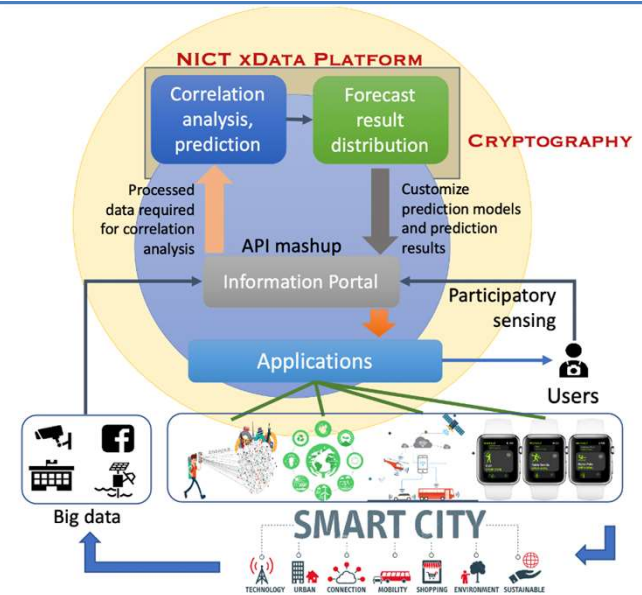 NICT xDATA PLATFORM
Correlation
analysis,
prediction
Forecast
result
distribution
CRYPTOGRAPHY
Processed
data required
for correlation
analysis
Customize
prediction models
and prediction
results
API mashup
Information Portal
Participatory
sensing
Applications
Users
Big data
SMART CITY
TECHNOLOGY URBAN CONNECTION MOBILITY SHOPPING ENVIRONMENT SUSTAINABLE